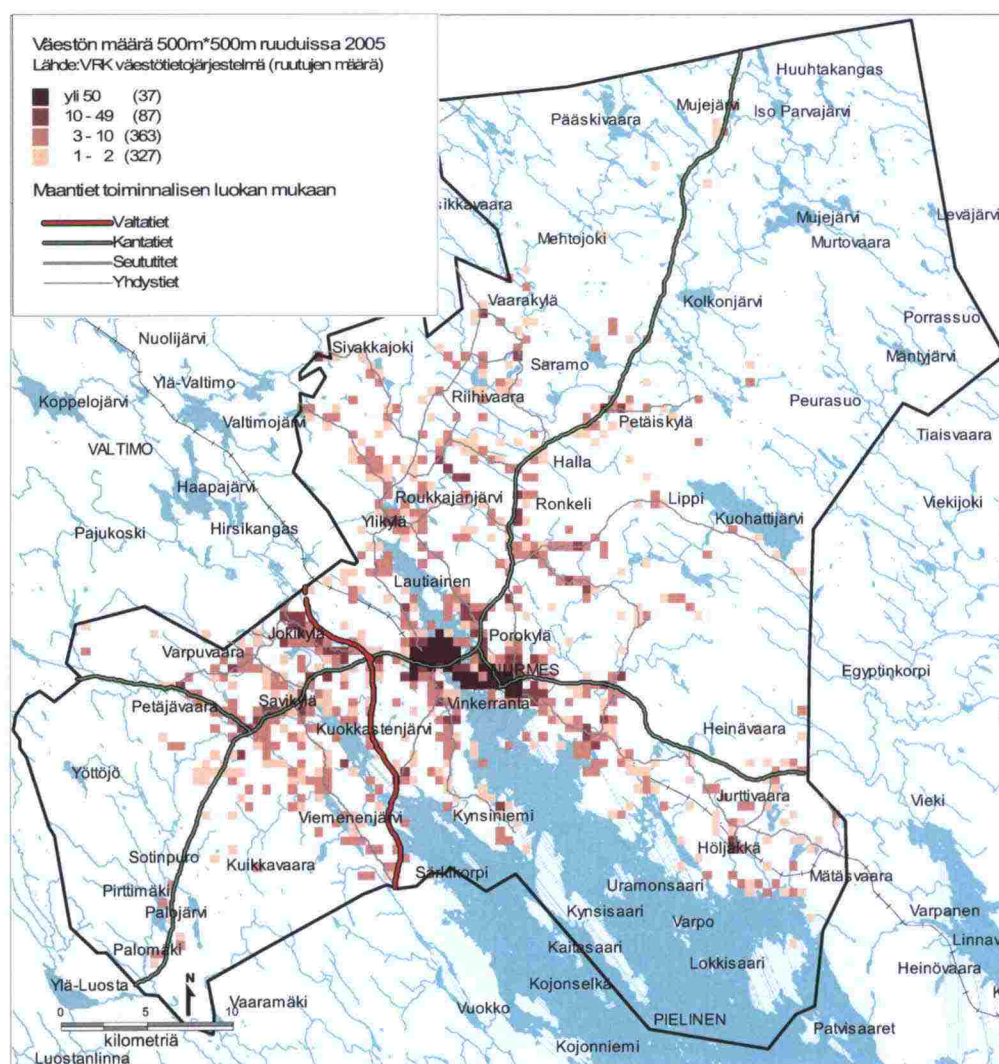 Väestön määrä 500m*500m ruuduissa 2005
Lähde:VRK väestötietojärjestelmä (ruutujen määrä)
yli 50 (37)
10 - 49 (87)
3 - 10 (363)
1 - 2 (327)
Maantiet toiminnallisen luokan mukaan
Valtatiet
Kantatiet
Seututitet
Yhdystiet
Huuhtakangas
Mujejärvi
Iso Parvajärvi
Pääskivaara
sikkavaara
Mujejärvi
Leväjärvi
Mehtojoki
Murtovaara
Vaarakylä
Kolkonjärvi
Porrassuo
Nuolijärvi
Sivakkajoki
Saramo
Mäntyjärvi
Ylä-Valtimo
Koppelojärvi
Riihivaara
Peurasuo
Valtimojärvi
Petäiskylä
Tiaisvaara
VALTIMO
Halla
Haapajärvi
Roukkajanjärvi
Ronkeli
Lippi
Viekijoki
Hirsikangas
Ylikylä
Kuohattijärvi
Pajukoski
Lautiainen
Jokikylä
Porokylä
Varpuvaara
NURMES
Egyptinkorpi
Petäjävaara
Savikylä
Vinkerranta
Kuokkastenjärvi
Heinävaara
Yöttöjö
Jurttivaara
Vieki
Viemenenjärvi
Kynsiniemi
Höljäkkä
Sotinpuro
Kuikkavaara
Särkikorpi
Mätäsvaara
Pirttimäki
Uramonsaari
Palojärvi
Kynsisaari
Varpo
Varpanen
Palomäki
Kaitasaari
Linnav
Lokkisaari
Heinövaara
Ylä-Luosta
N
Kojonselkä
K
Vaaramäki
Vuokko
PIELINEN
Patvisaaret
0 5 10
kilometriä
Kojonniemi
Luostanlinna